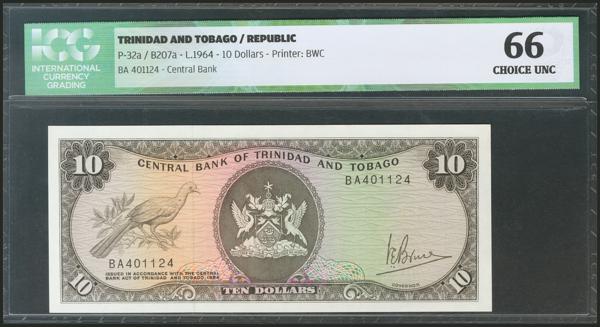 ICG
INTERNATIONAL
CURRENCY
GRADING
TRINIDAD AND TOBAGO / REPUBLIC
P-32a / B207a - L.1964 - 10 Dollars - Printer: BWC
BA 401124 - Central Bank
66
CHOICE UNC
10
10
CENTRAL BANK OF TRINIDAD AND TOBAGO
BA401124
BA401124
ISSUED IN ACCORDANCE WITH THE CENTRAL
BANK ACT OF TRINIDAD AND TOBAGO, 1964
GOVERNOR
10
TEN DOLLARS
10